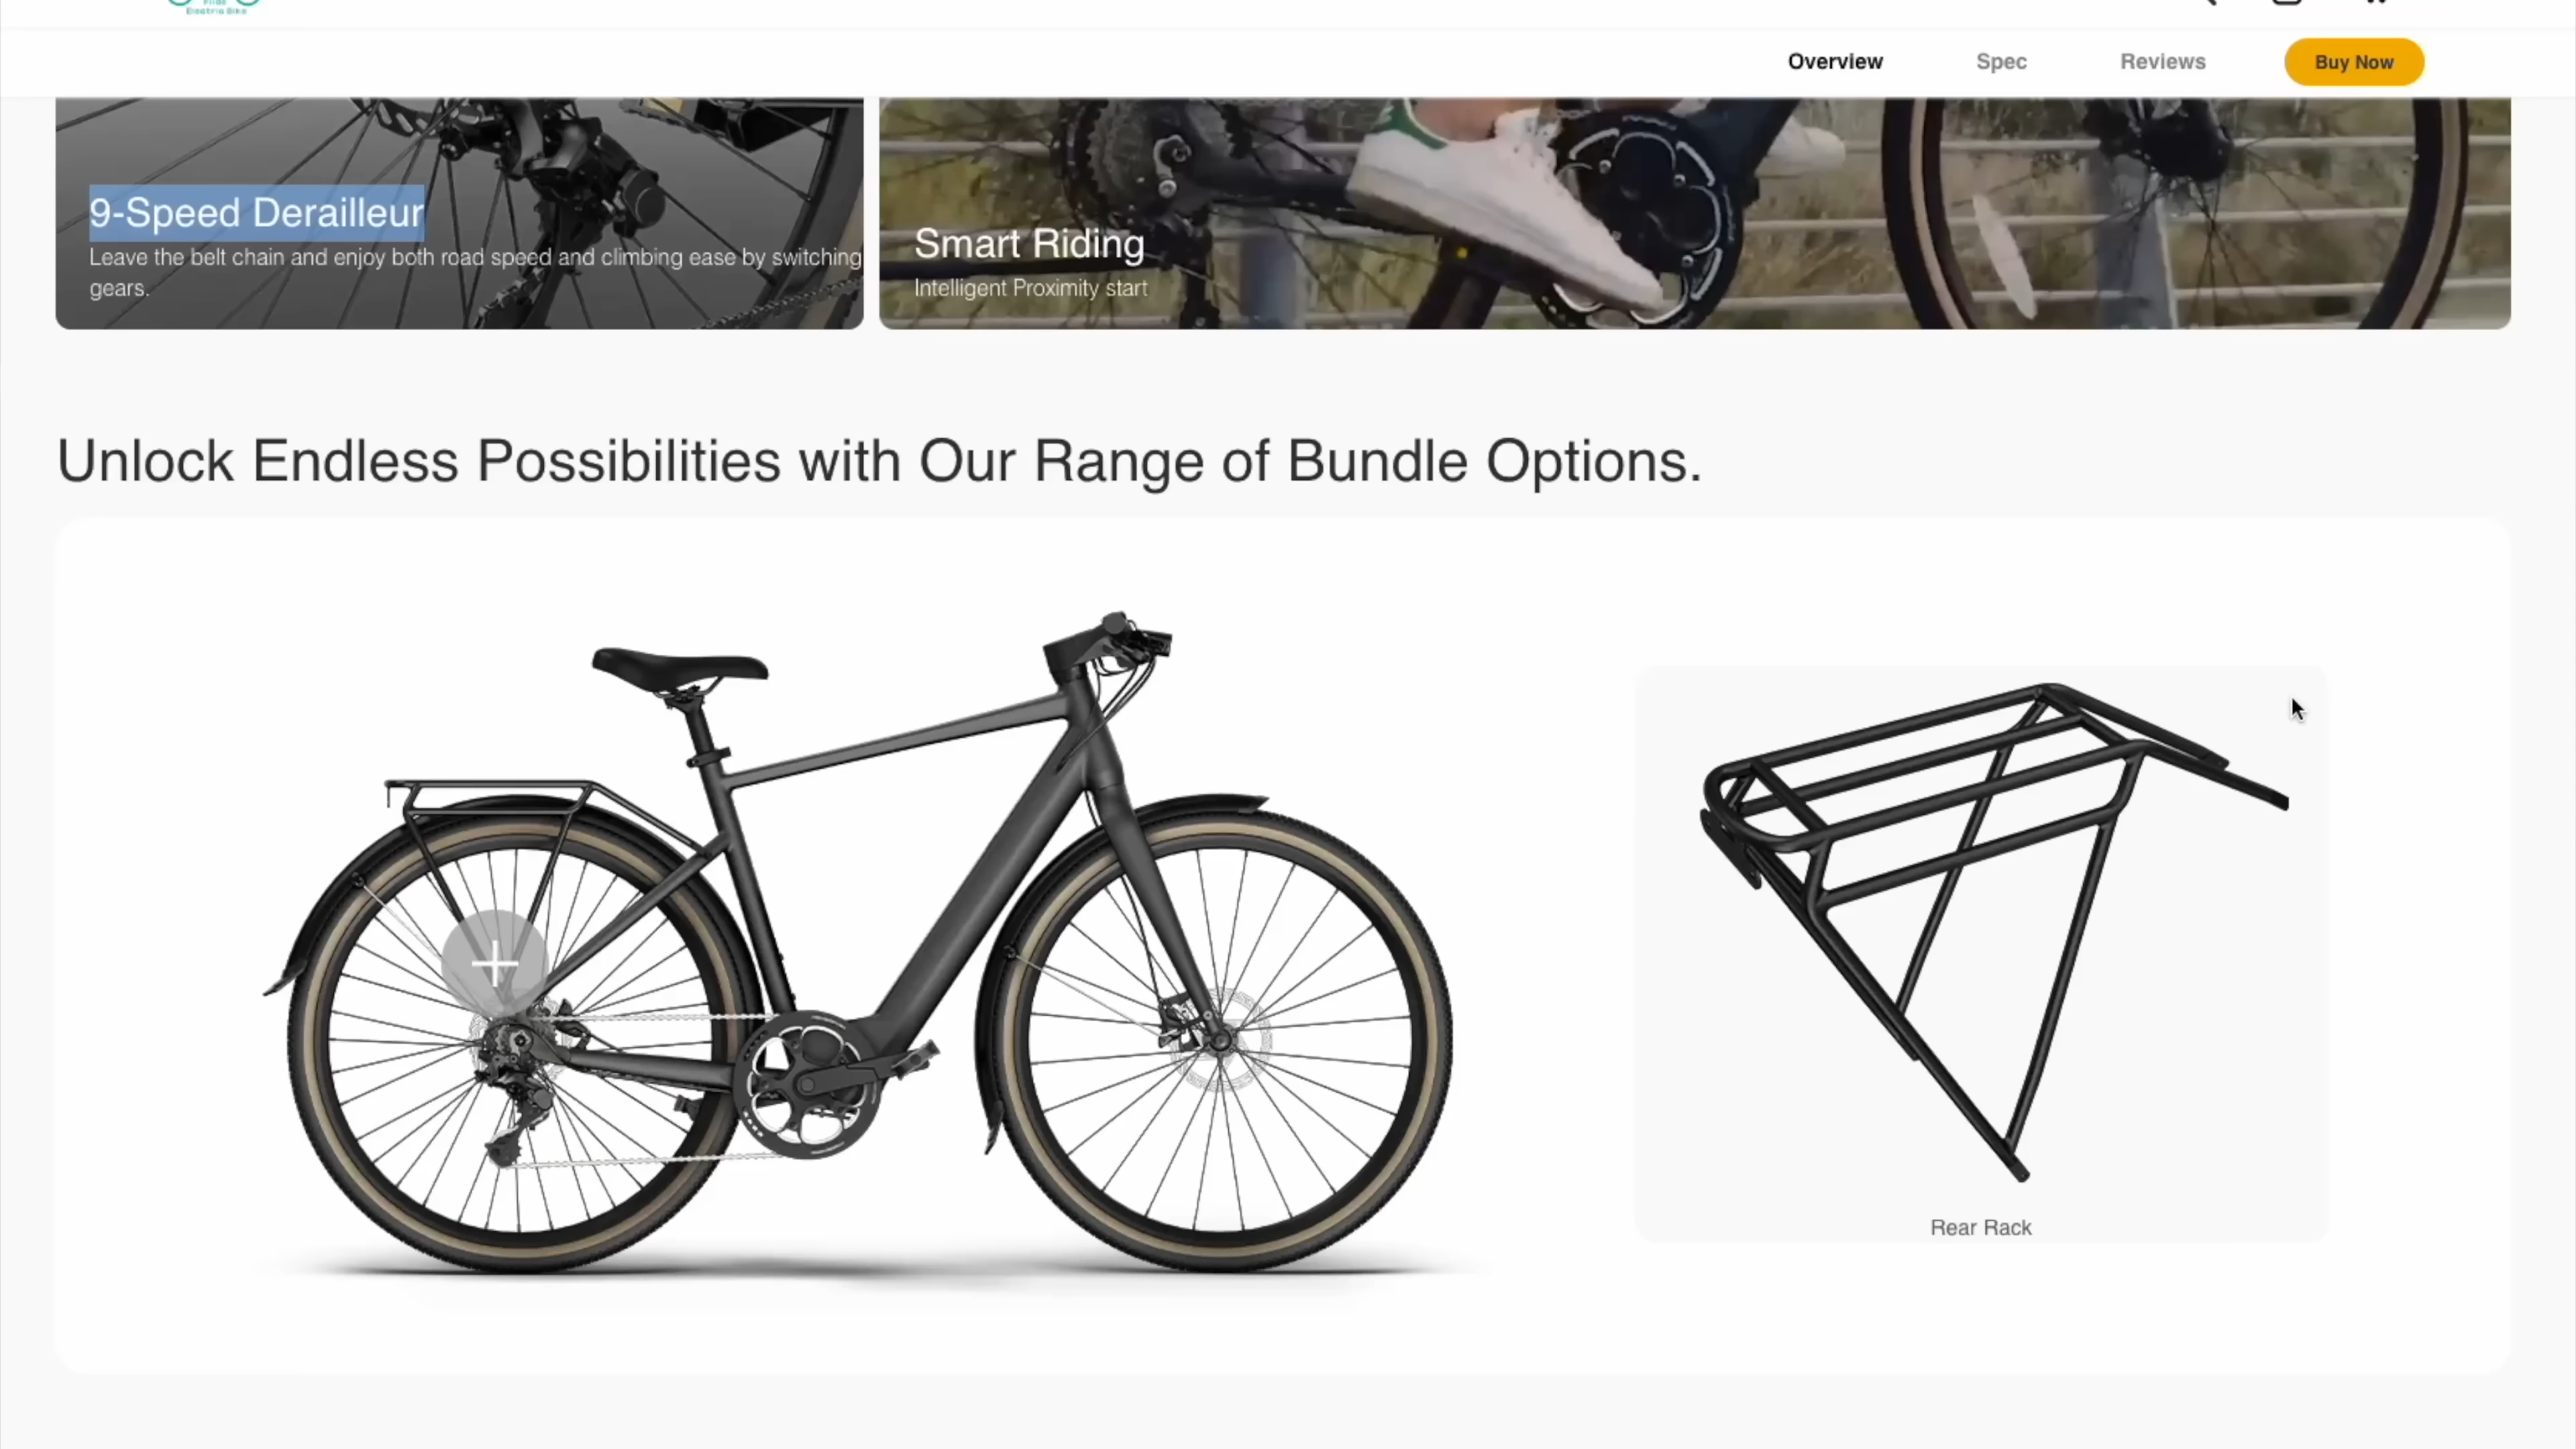 Electric Bike
Overview
Spec
Reviews
Buy Now
9-Speed Derailleur
Leave the belt chain and enjoy both road speed and climbing ease by switching
gears.
Smart Riding
Intelligent Proximity start
Unlock Endless Possibilities with Our Range of Bundle Options.
Rear Rack